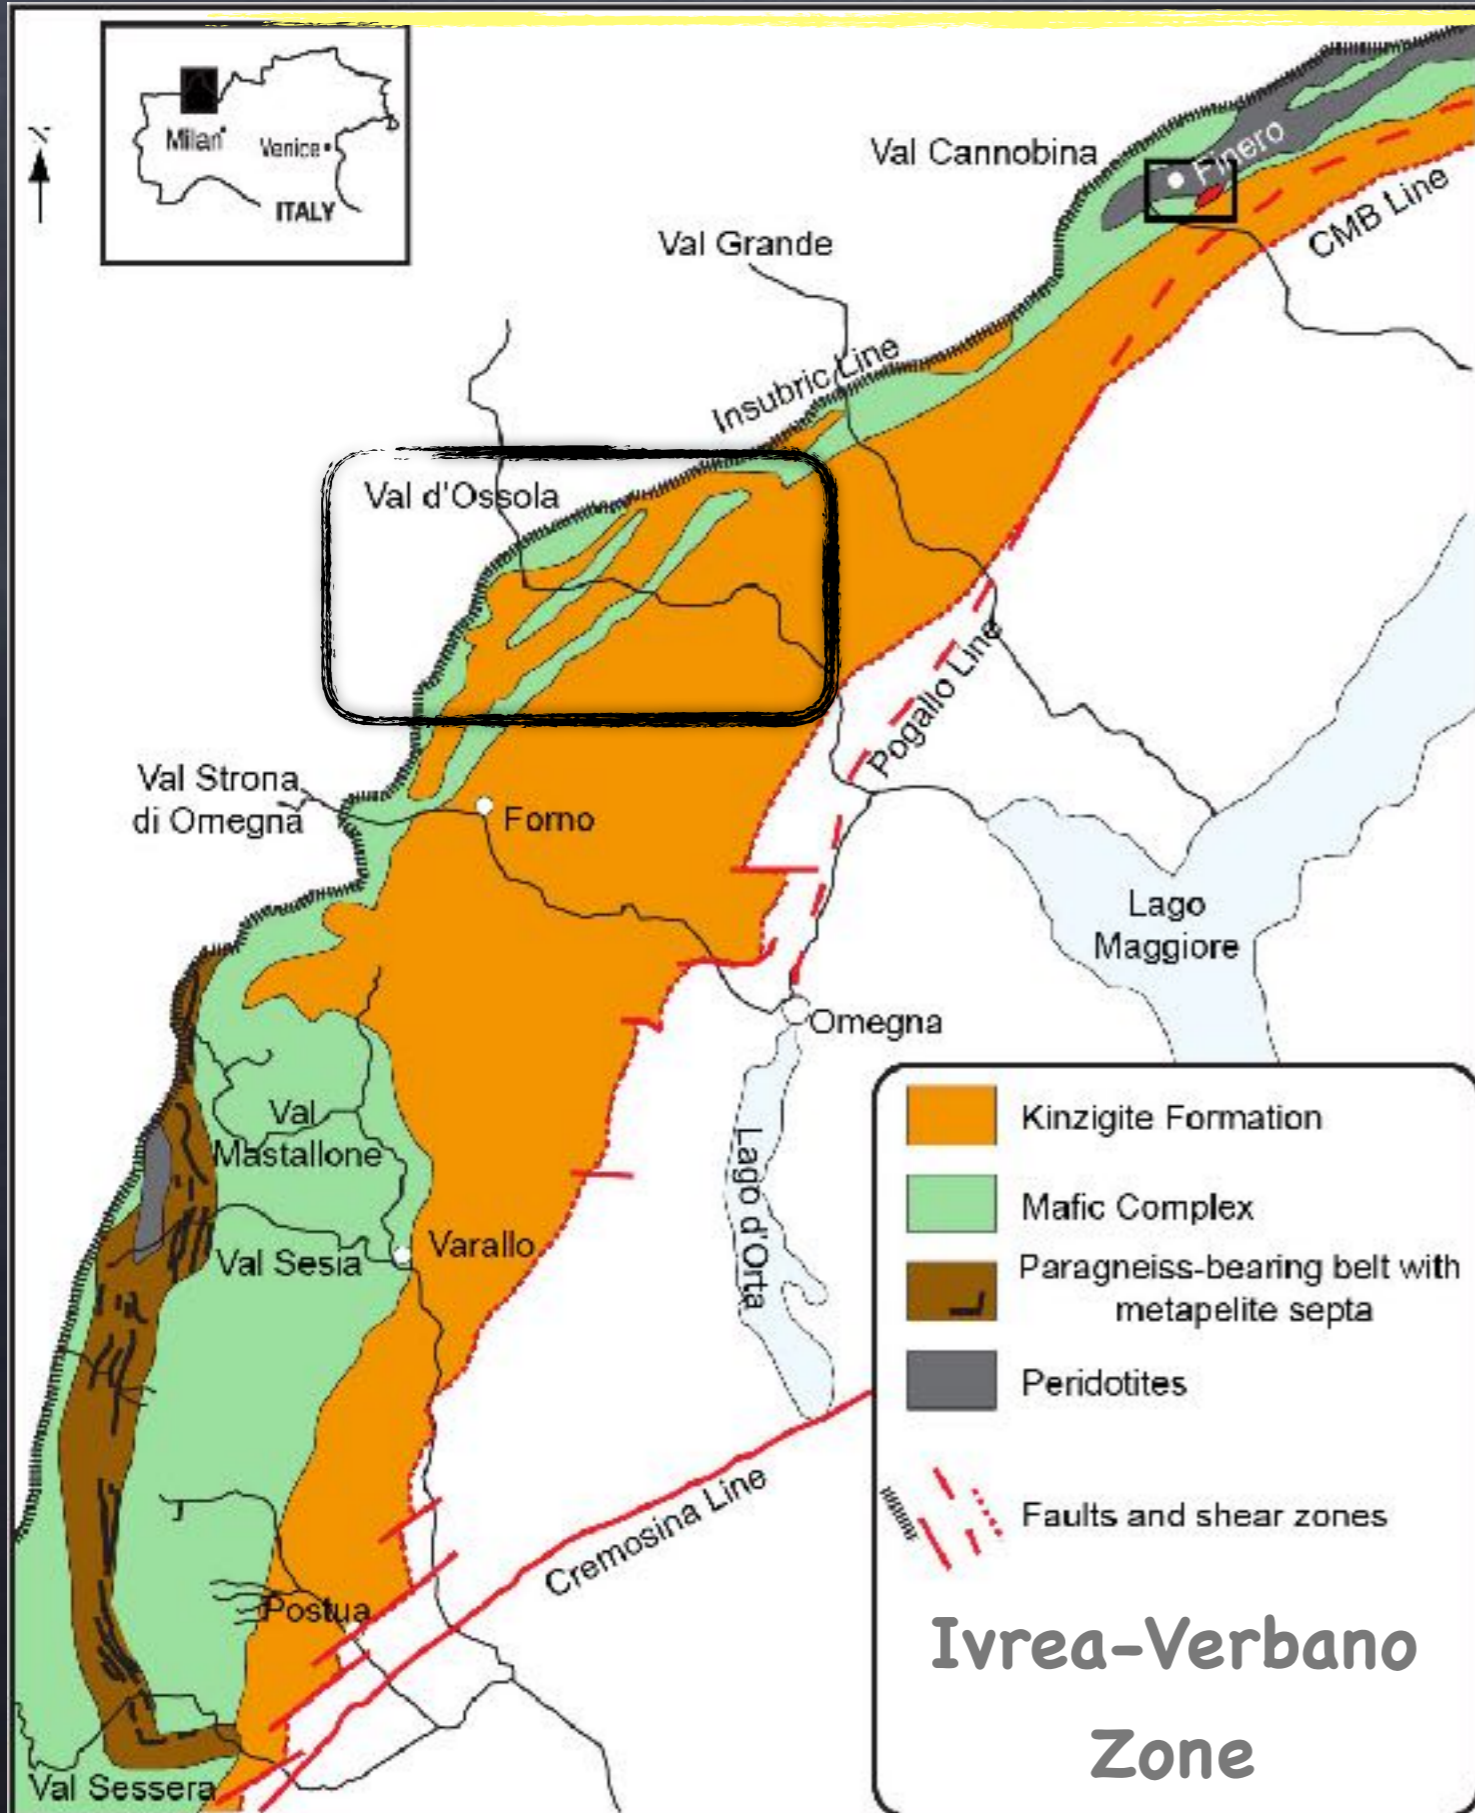 Milan
Venice
ITALY
Val Cannobina
Finero
CMB Line
Val Grande
Insubric Line
Val d'Ossola
Pogallo Line
Val Strona
di Omegna
Forno
Lago
Maggiore
Omegna
Val
Mastallone
Lago d'Orta
Varallo
Val Sesia
Cremosina Line
Postua
Val Sessera
Kinzigite Formation
Mafic Complex
Paragneiss-bearing belt with
metapelite septa
Peridotites
Faults and shear zones
Ivrea-Verbano
Zone